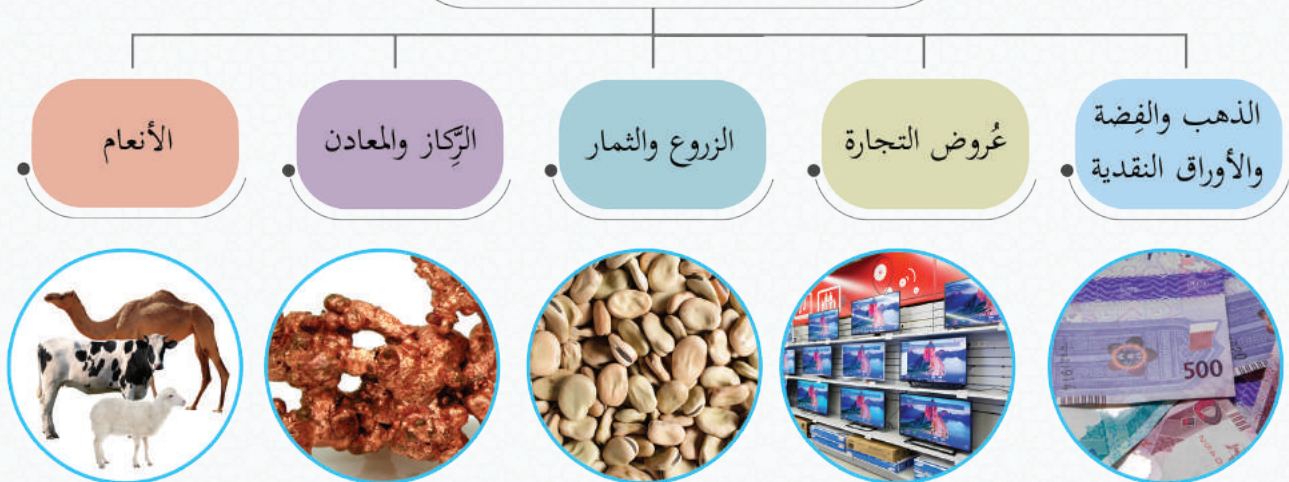 الذهب والفِضة
والأوراق النقدية
عُروض التجارة
الزروع والثمار
الرِّكاز والمعادن
الأنعام
500